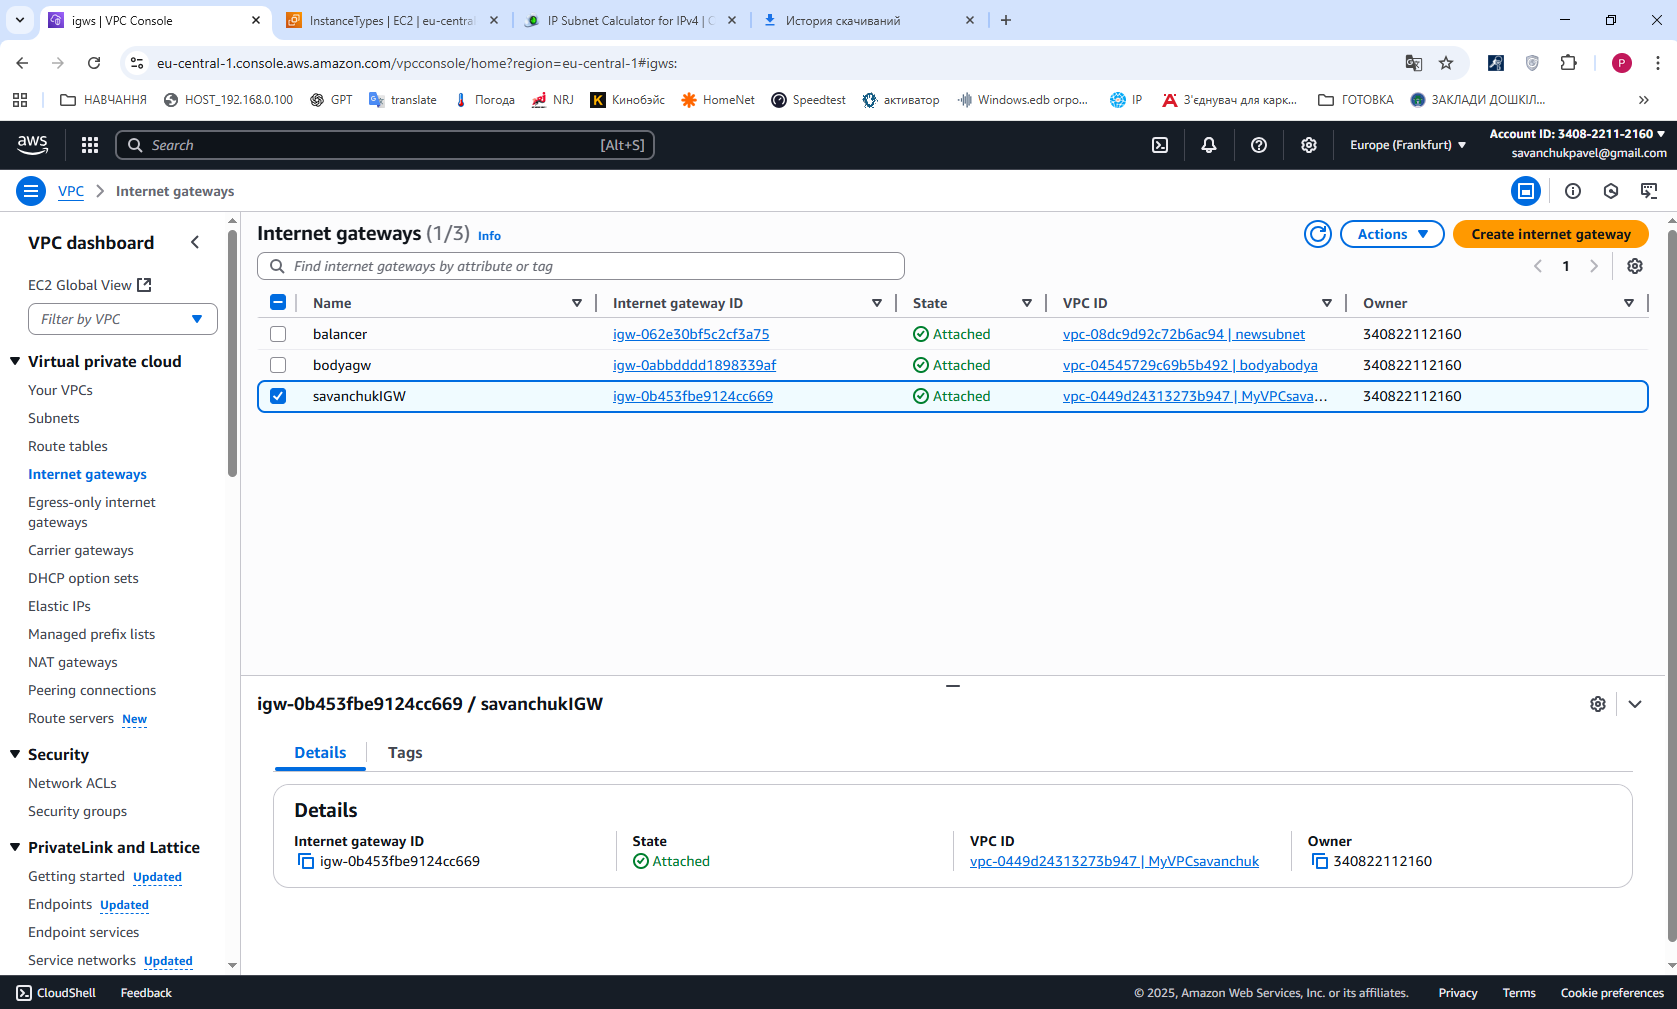 igws | VPC Console
InstanceTypes | EC2 | eu-central
IP Subnet Calculator for IPv4 | C
История скачиваний
eu-central-1.console.aws.amazon.com/vpcconsole/home?region=eu-central-1#igws:
P
НАВЧАННЯ
HOST_192.168.0.100
GPT
translate
Погода
NRJ
Кинобэйс
HomeNet
Speedtest
активатор
Windows.edb огро...
IP
З'єднувач для карк...
ГОТОВКА
ЗАКЛАДИ ДОШКІЛ...
aws
Search
[Alt+S]
Europe (Frankfurt)
Account ID: 3408-2211-2160
savanchukpavel@gmail.com
VPC
Internet gateways
VPC dashboard
EC2 Global View
Filter by VPC
Virtual private cloud
Your VPCs
Subnets
Route tables
Internet gateways
Egress-only internet
gateways
Carrier gateways
DHCP option sets
Elastic IPs
Managed prefix lists
NAT gateways
Peering connections
Route servers New
Security
Network ACLs
Security groups
PrivateLink and Lattice
Getting started Updated
Endpoints Updated
Endpoint services
Service networks Updated
Internet gateways (1/3) Info
Actions
Create internet gateway
Find internet gateways by attribute or tag
1
Name Internet gateway ID State VPC ID Owner
balancer igw-062e30bf5c2cf3a75 Attached vpc-08dc9d92c72b6ac94 | newsubnet 340822112160
bodyagw igw-0abbdddd1898339af Attached vpc-04545729c69b5b492 | bodyabodya 340822112160
savanchukIGW igw-0b453fbe9124cc669 Attached vpc-0449d24313273b947 | MyVPCsava... 340822112160
igw-0b453fbe9124cc669 / savanchukIGW
Details
Tags
Details
Internet gateway ID
igw-0b453fbe9124cc669
State
Attached
VPC ID
vpc-0449d24313273b947 | MyVPCsavanchuk
Owner
340822112160
CloudShell
Feedback
© 2025, Amazon Web Services, Inc. or its affiliates.
Privacy
Terms
Cookie preferences